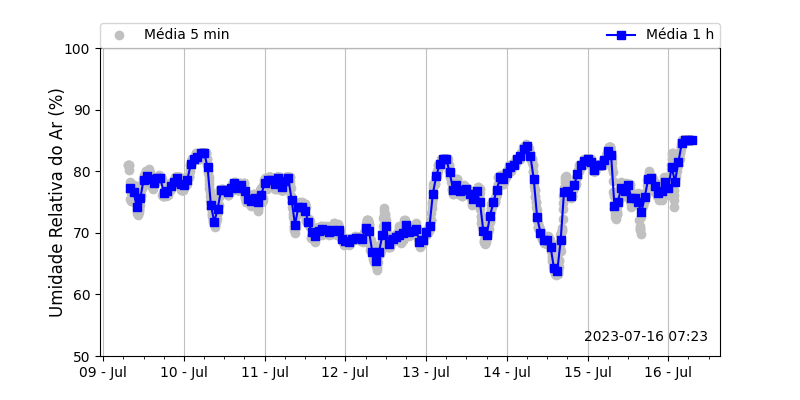 Média 5 min
Média 1 h
Umidade Relativa do Ar (%)
100
90
80
70
60
50
2023-07-16 07:23
09 - Jul
10 - Jul
11 - Jul
12 - Jul
13 - Jul
14 - Jul
15 - Jul
16 - Jul